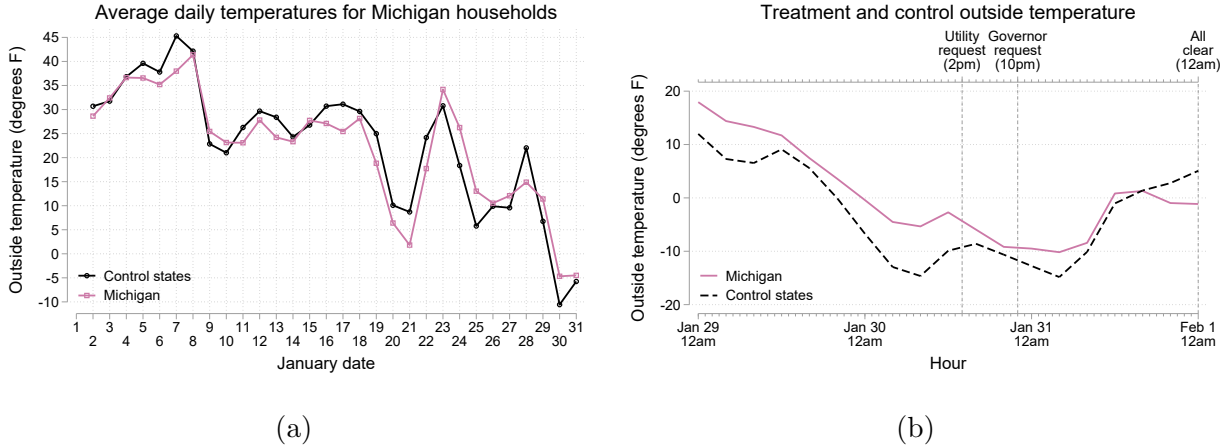 Average daily temperatures for Michigan households
Outside temperature (degrees F)
45
40
35
30
25
20
15
10
5
0
-5
-10
Control states
Michigan
1 3 5 7 9 11 13 15 17 19 21 23 25 27 29 31
2 4 6 8 10 12 14 16 18 20 22 24 26 28 30
January date
(a)
Treatment and control outside temperature
Utility
request
(2pm)
Governor
request
(10pm)
All
clear
(12am)
Outside temperature (degrees F)
20
10
0
-10
-20
Michigan
Control states
Jan 29
12am
Jan 30
12am
Jan 31
12am
Feb 1
12am
Hour
(b)